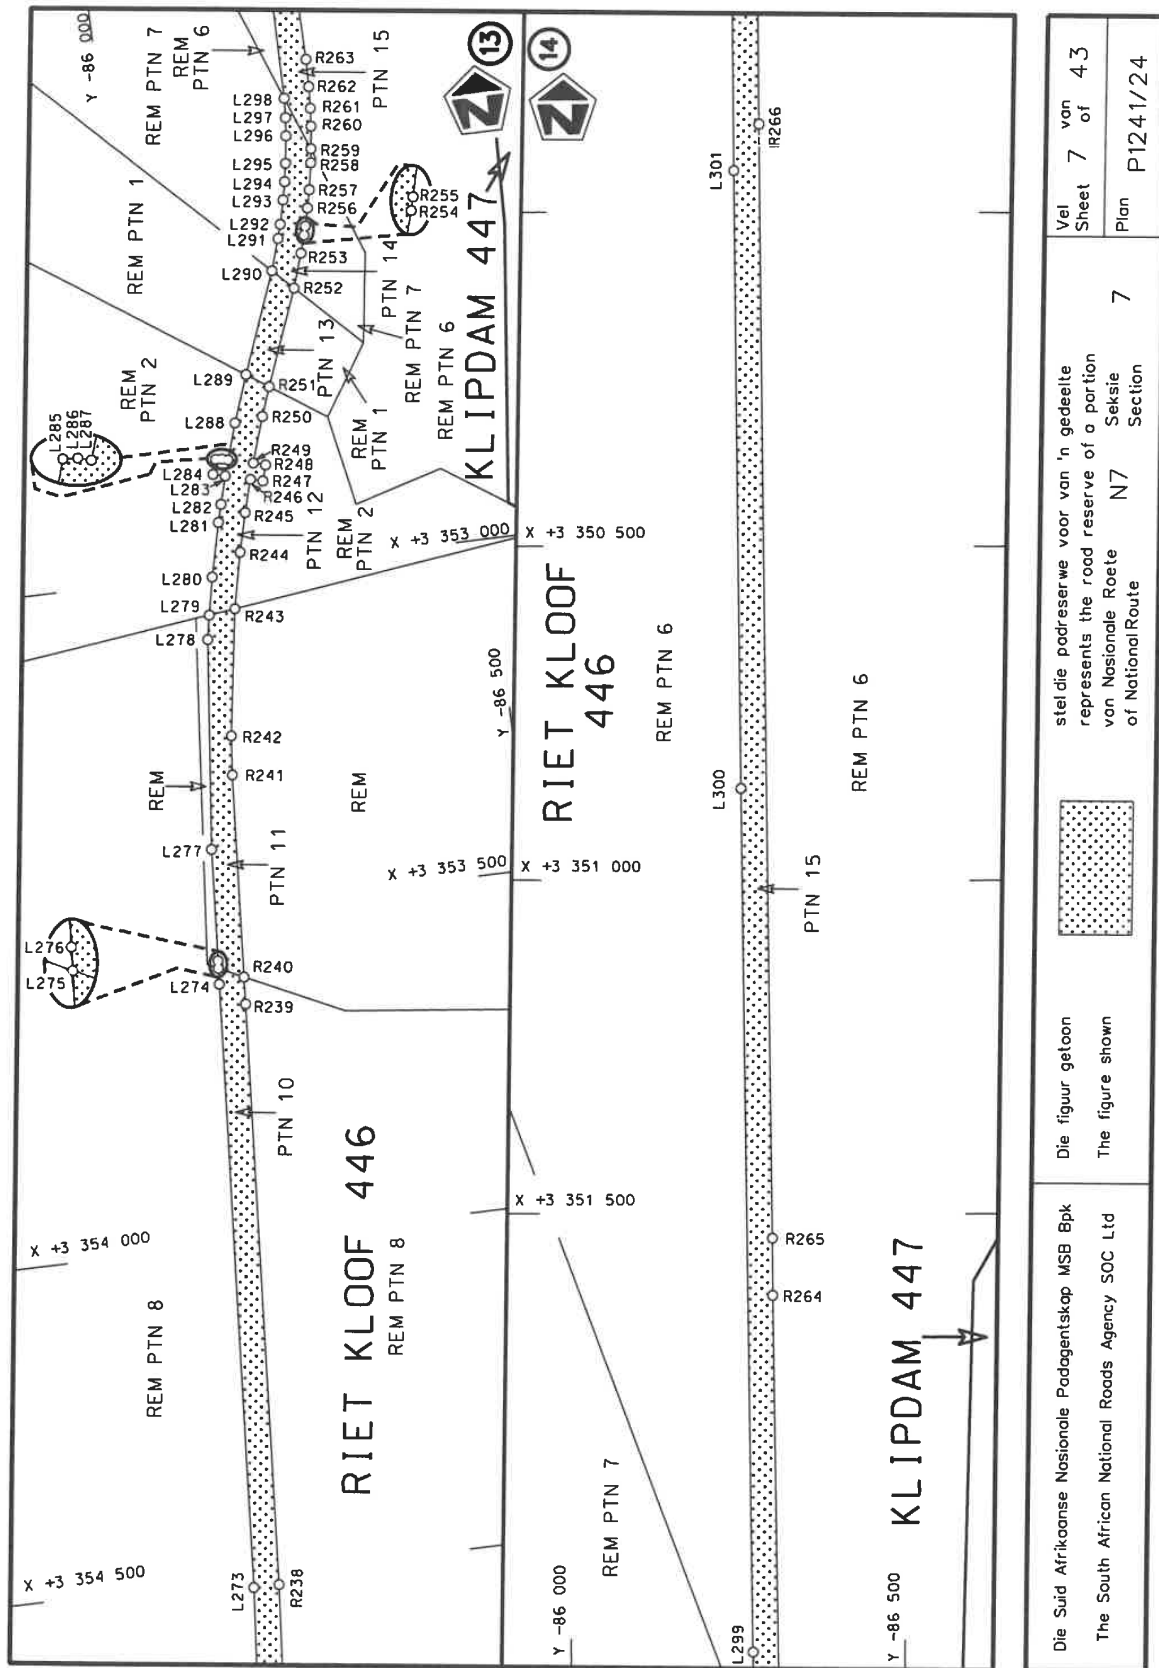 Y -86 000
REM PTN 7
REM
PTN 6
PTN 15
R263
R262
R261
R260
R259
R258
R257
R256
R255
R254
R253
R252
L298
L297
L296
L295
L294
L293
L292
L291
L290
REM PTN 1
PTN 14
REM PTN 7
REM PTN 6
KLIPDAM 447
13
N
PTN 13
REM
PTN 1
L289
L288
R251
R250
R249
R248
R247
R246
R245
R244
R243
REM
PTN 2
L285
L286
L287
L284
L283
L282
L281
L280
L279
L278
PTN 12
REM
PTN 2
X +3 353 000
Y -86 500
R242
R241
REM
REM
L277
PTN 11
X +3 353 500
L276
L275
L274
R240
R239
PTN 10
RIET KLOOF 446
REM PTN 8
X +3 354 000
REM PTN 8
X +3 354 500
L273
R238
14
N
R266
L301
X +3 350 500
RIET KLOOF
446
REM PTN 6
L300
REM PTN 6
X +3 351 000
PTN 15
X +3 351 500
R265
R264
KLIPDAM 447
REM PTN 7
Y -86 000
L299
Y -86 500
Die Suid Afrikaanse Nasionale Padagentskap MSB Bpk
The South African National Roads Agency SOC Ltd
Die figuur getoon
The figure shown
stel die padreserwe voor van 'n gedeelte
represents the road reserve of a portion
van Nasionale Roete N7 Seksie 7
of National Route Section
Vel 7 van 43
Sheet of
Plan P1241/24